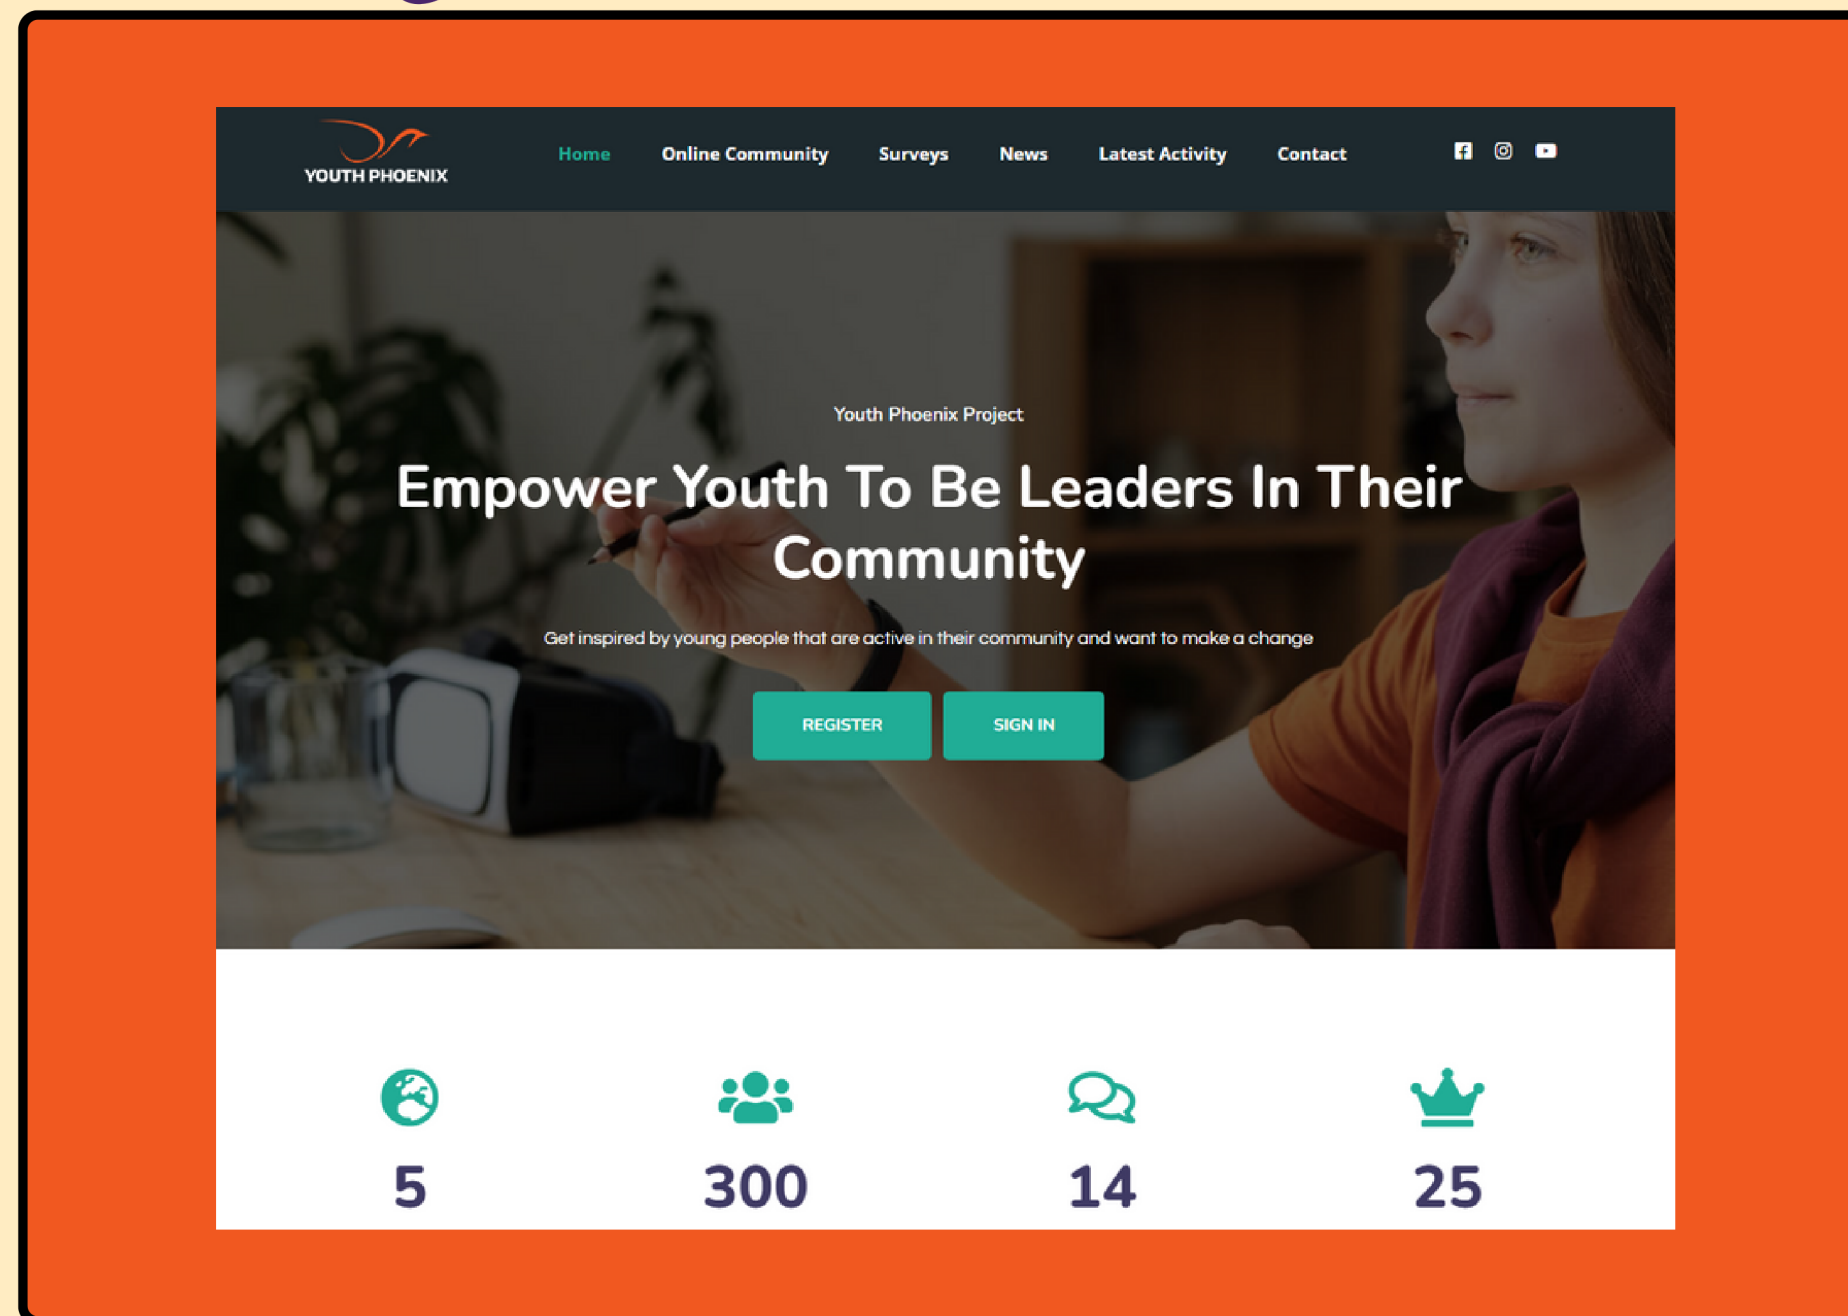 YOUTH PHOENIX
Home Online Community Surveys News Latest Activity Contact
Youth Phoenix Project
Empower Youth To Be Leaders In Their
Community
Get inspired by young people that are active in their community and want to make a change
REGISTER SIGN IN
5 300 14 25